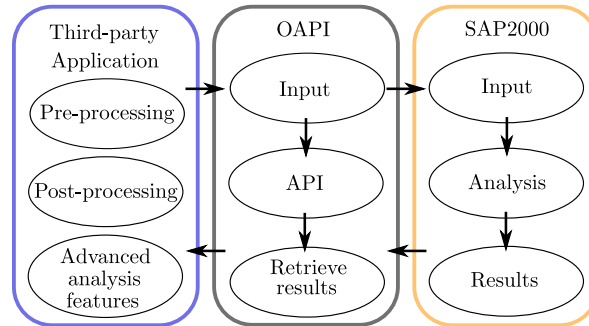 Third-party
Application
Pre-processing
Post-processing
Advanced
analysis
features
OAPI
Input
API
Retrieve
results
SAP2000
Input
Analysis
Results